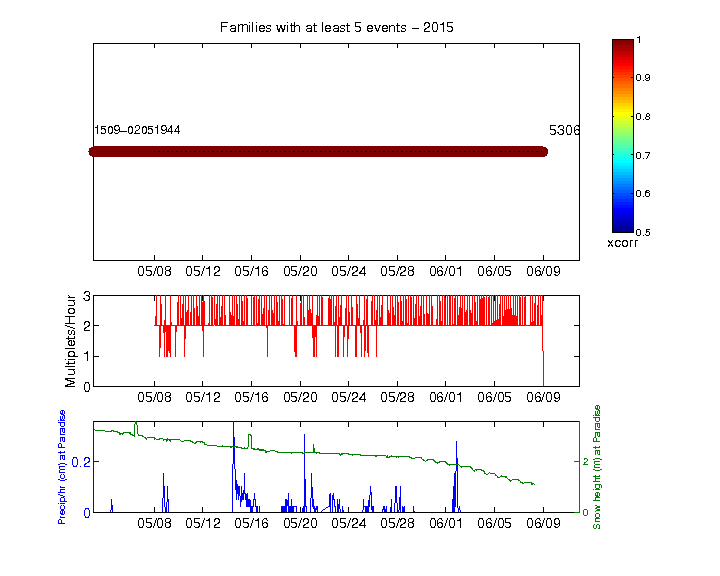 Families with at least 5 events − 2015
1509−02051944
5306
1
0.9
0.8
0.7
0.6
0.5
xcorr
05/08 05/12 05/16 05/20 05/24 05/28 06/01 06/05 06/09
Multiplets/Hour
3
2
1
0
05/08 05/12 05/16 05/20 05/24 05/28 06/01 06/05 06/09
Precip/hr (cm) at Paradise
0.2
0
2
0
Snow height (m) at Paradise
05/08 05/12 05/16 05/20 05/24 05/28 06/01 06/05 06/09